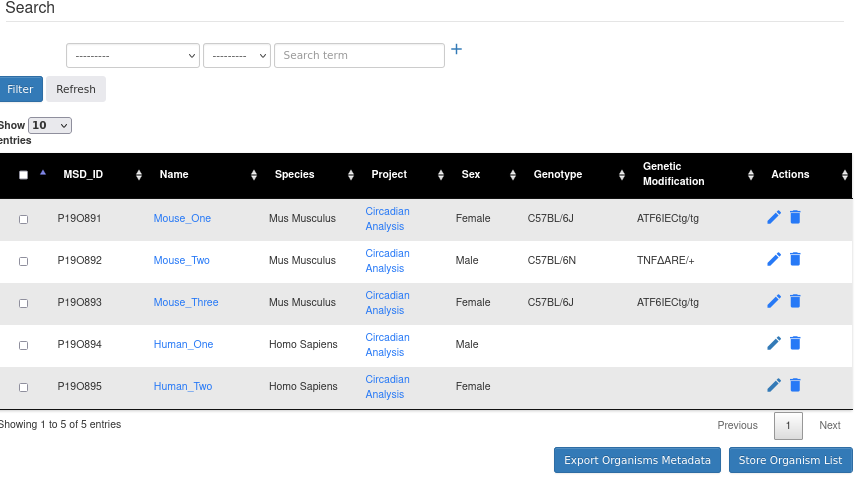 Search
--------- --------- Search term +
Filter Refresh
Show 10
entries
MSD_ID Name Species Project Sex Genotype Genetic Modification Actions
P19O891 Mouse_One Mus Musculus Circadian Analysis Female C57BL/6J ATF6IECtg/tg
P19O892 Mouse_Two Mus Musculus Circadian Analysis Male C57BL/6N TNFΔARE/+
P19O893 Mouse_Three Mus Musculus Circadian Analysis Female C57BL/6J ATF6IECtg/tg
P19O894 Human_One Homo Sapiens Circadian Analysis Male
P19O895 Human_Two Homo Sapiens Circadian Analysis Female
Showing 1 to 5 of 5 entries
Previous 1 Next
Export Organisms Metadata Store Organism List